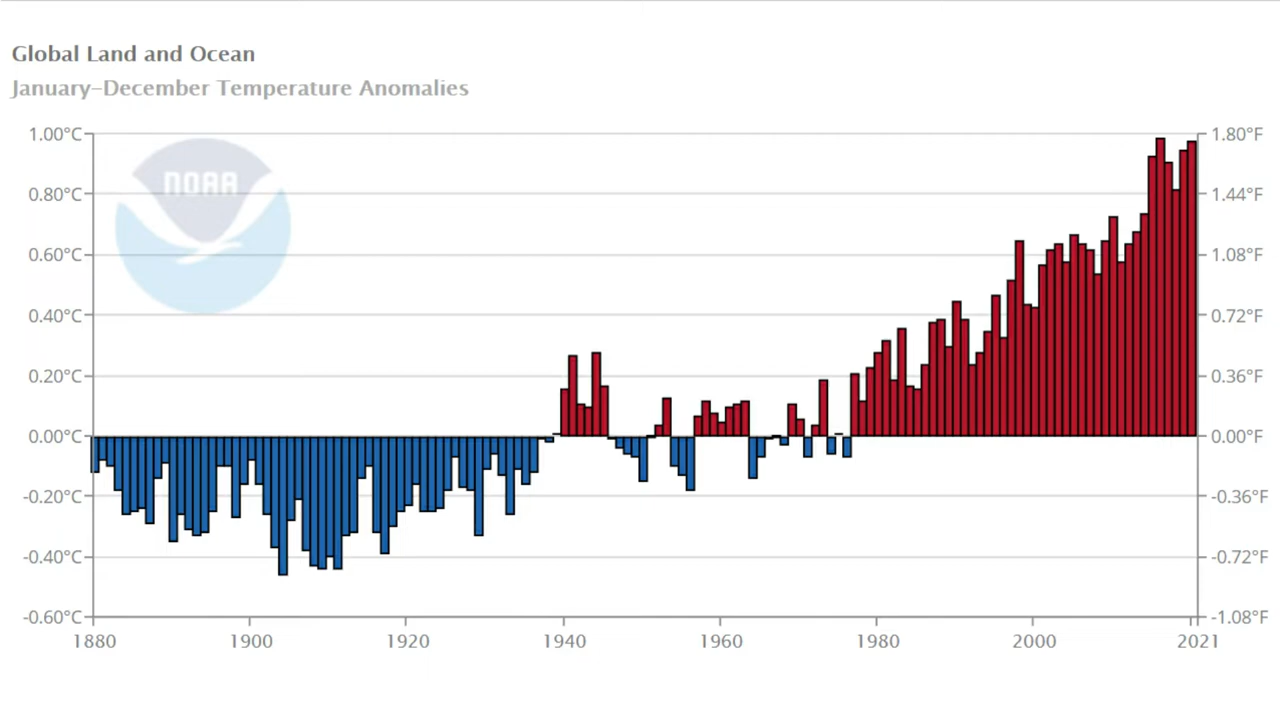 Global Land and Ocean
January–December Temperature Anomalies
1.00°C 1.80°F
NOAA
0.80°C 1.44°F
0.60°C 1.08°F
0.40°C 0.72°F
0.20°C 0.36°F
0.00°C 0.00°F
-0.20°C -0.36°F
-0.40°C -0.72°F
-0.60°C -1.08°F
1880 1900 1920 1940 1960 1980 2000 2021